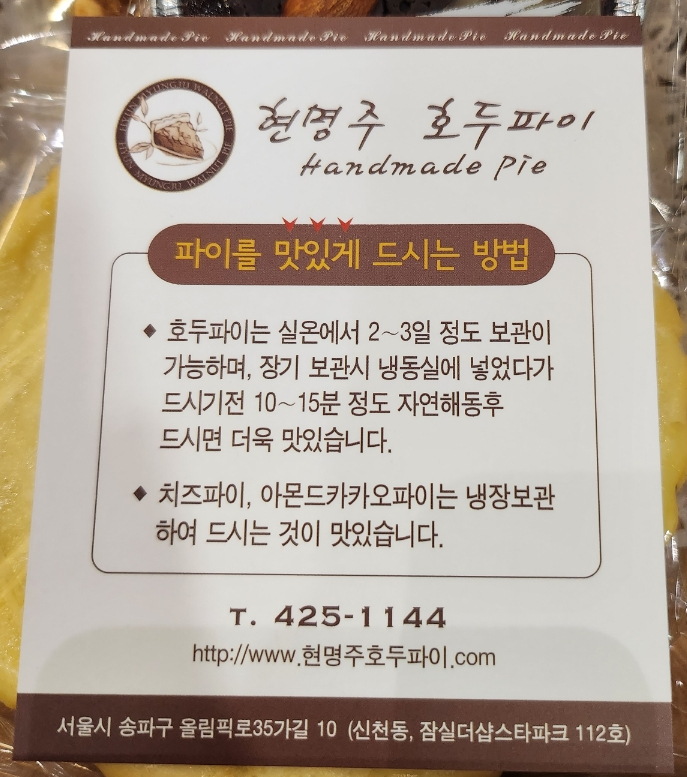 Handmade Pie Handmade Pie Handmade Pie Handmade Pie
HYUN MYUNGJU WALNUT PIE
HYUN MYUNGJU WALNUT PIE
현명주 호두파이
Handmade Pie
파이를 맛있게 드시는 방법
◆ 호두파이는 실온에서 2~3일 정도 보관이
가능하며, 장기 보관시 냉동실에 넣었다가
드시기전 10~15분 정도 자연해동후
드시면 더욱 맛있습니다.
◆ 치즈파이, 아몬드카카오파이는 냉장보관
하여 드시는 것이 맛있습니다.
T. 425-1144
http://www.현명주호두파이.com
서울시 송파구 올림픽로35가길 10 (신천동, 잠실더샵스타파크 112호)